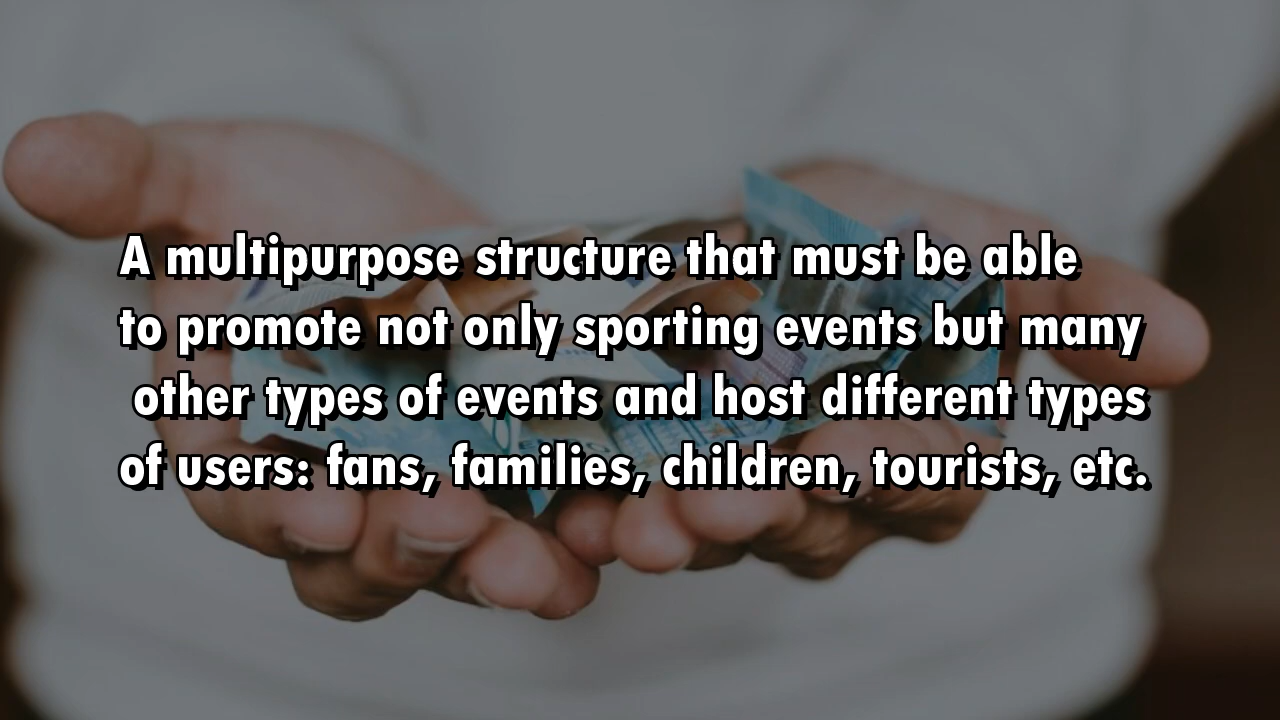 A multipurpose structure that must be able
to promote not only sporting events but many
other types of events and host different types
of users: fans, families, children, tourists, etc.